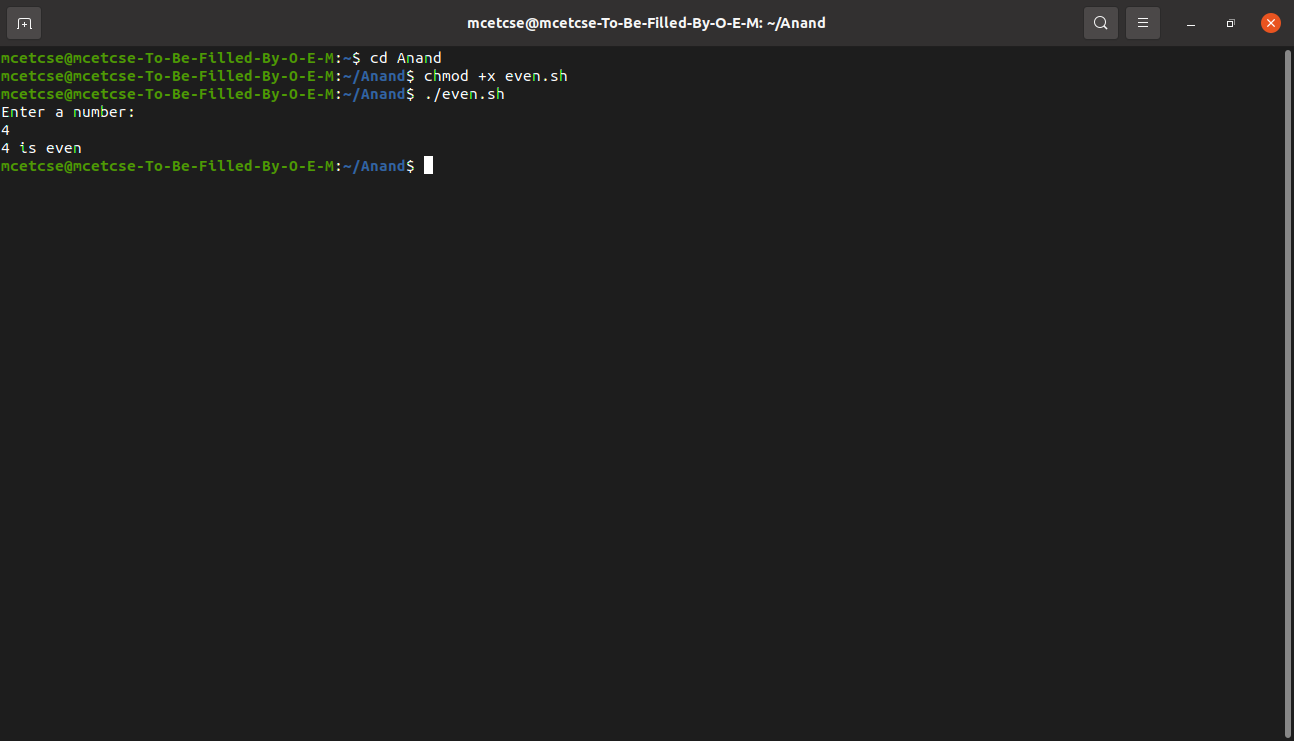 mcetcse@mcetcse-To-Be-Filled-By-O-E-M: ~/Anand
mcetcse@mcetcse-To-Be-Filled-By-O-E-M:~$ cd Anand
mcetcse@mcetcse-To-Be-Filled-By-O-E-M:~/Anand$ chmod +x even.sh
mcetcse@mcetcse-To-Be-Filled-By-O-E-M:~/Anand$ ./even.sh
Enter a number:
4
4 is even
mcetcse@mcetcse-To-Be-Filled-By-O-E-M:~/Anand$